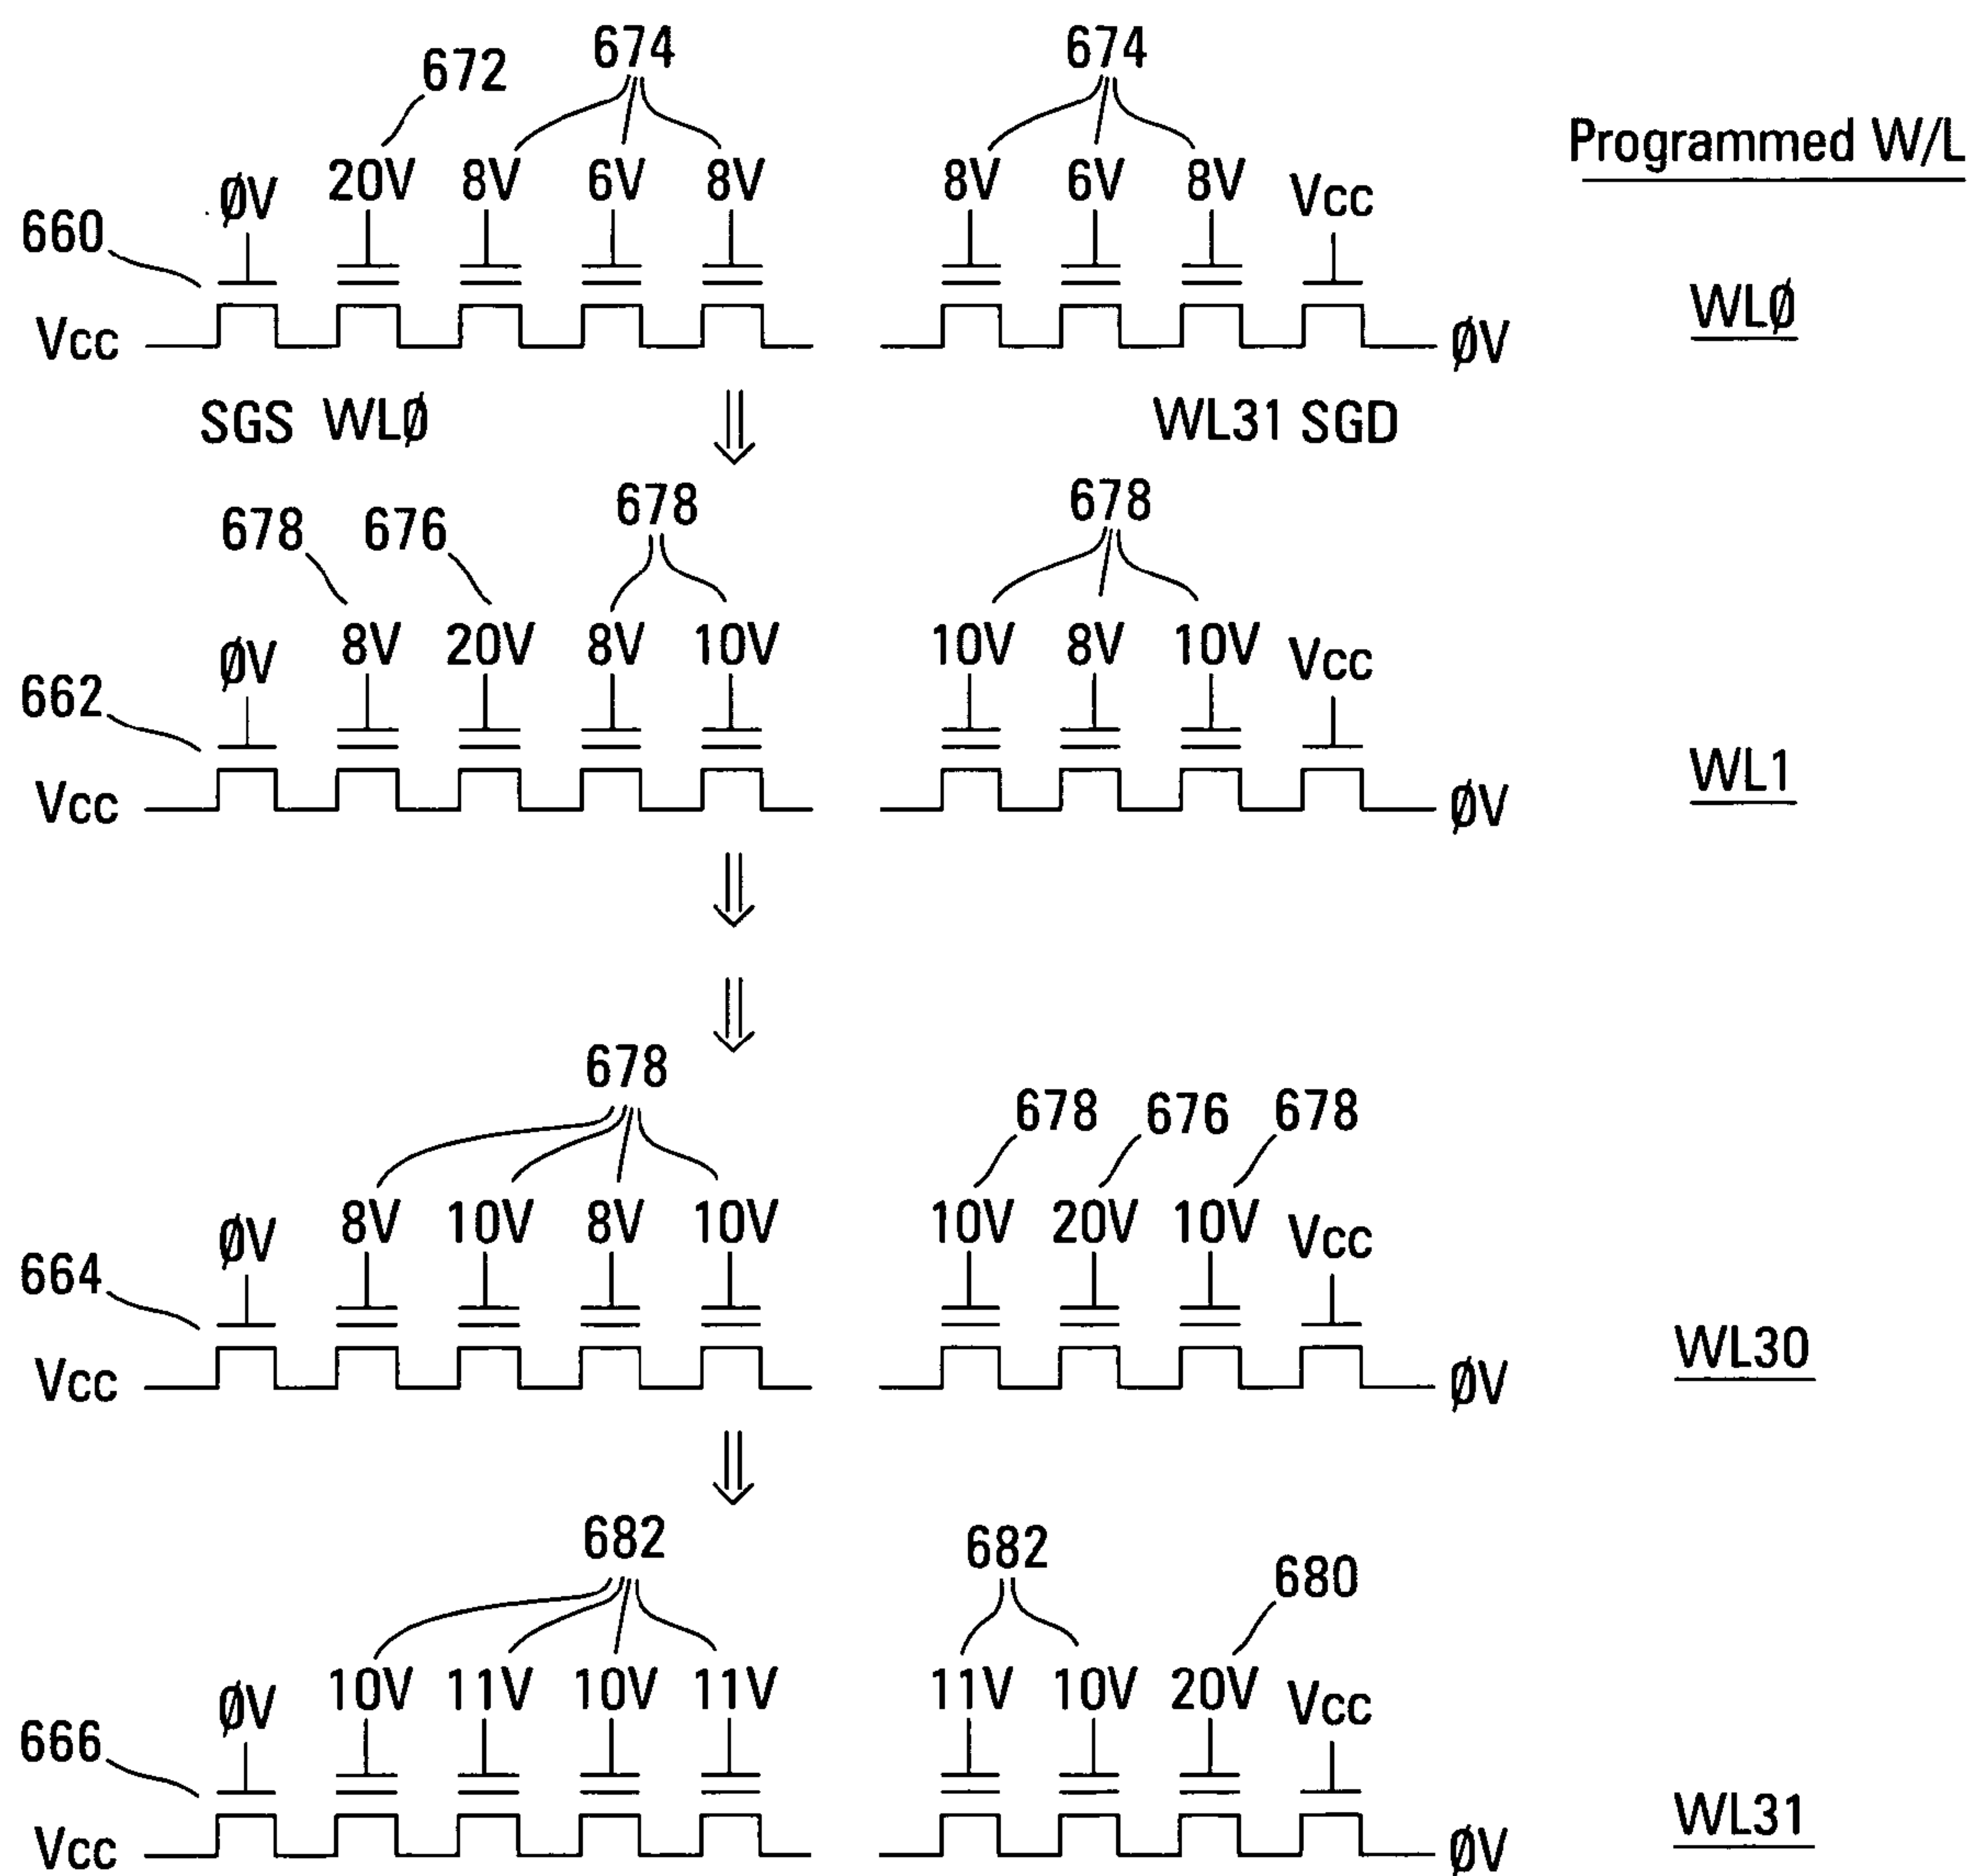 674 674
672
Programmed W/L
ØV 20V 8V 6V 8V 8V 6V 8V Vcc
660
WLØ
Vcc ØV
SGS WLØ WL31 SGD
678 676 678 678
ØV 8V 20V 8V 10V 10V 8V 10V Vcc
662
WL1
Vcc ØV
678
678 676 678
ØV 8V 10V 8V 10V 10V 20V 10V Vcc
664
WL30
Vcc ØV
682 682
680
ØV 10V 11V 10V 11V 11V 10V 20V Vcc
666
WL31
Vcc ØV